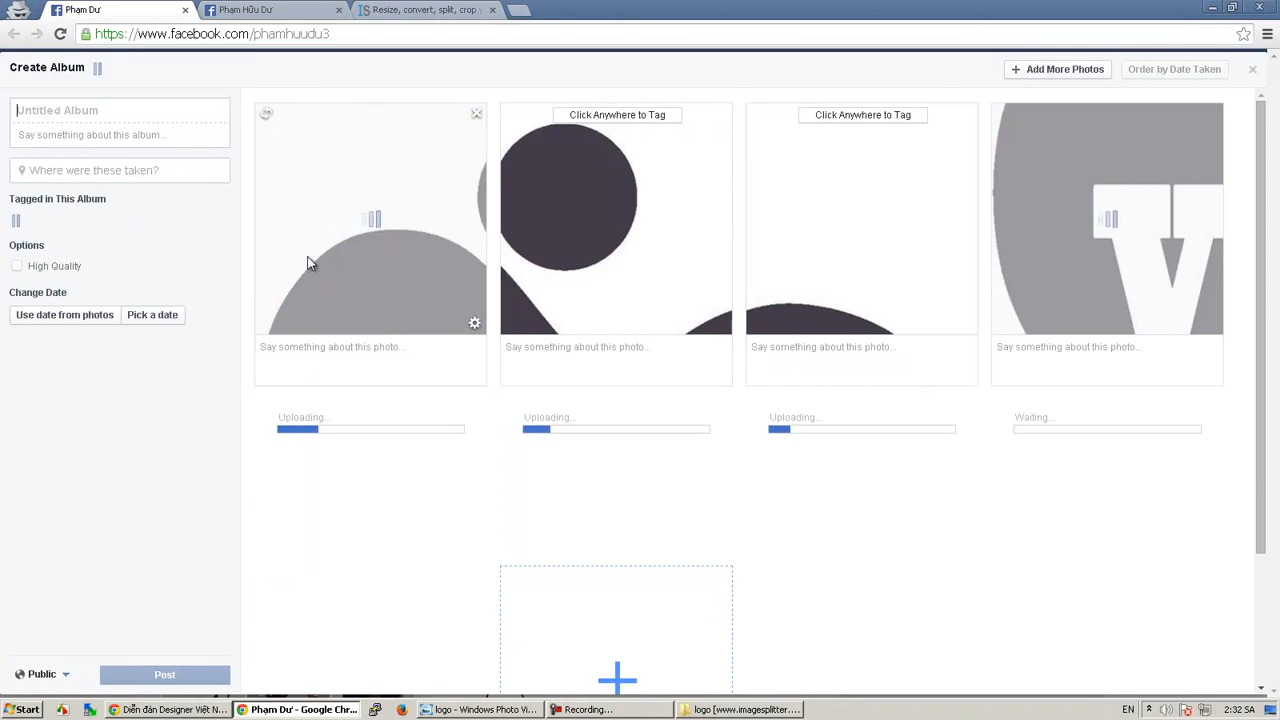 Phạm Dư
Phạm Hữu Dư
Resize, convert, split, crop y
https://www.facebook.com/phamhuudu3
Create Album
Add More Photos
Order by Date Taken
Untitled Album
Say something about this album...
Where were these taken?
Tagged in This Album
Options
High Quality
Change Date
Use date from photos
Pick a date
Click Anywhere to Tag
Click Anywhere to Tag
W
Say something about this photo...
Say something about this photo...
Say something about this photo...
Say something about this photo...
Uploading...
Uploading...
Uploading...
Waiting...
Public
Post
Start
Diễn đàn Designer Việt N...
Phạm Dư - Google Chr...
logo - Windows Photo Vi...
Recording...
logo [www.imagesplitter....
EN
2:32 SA